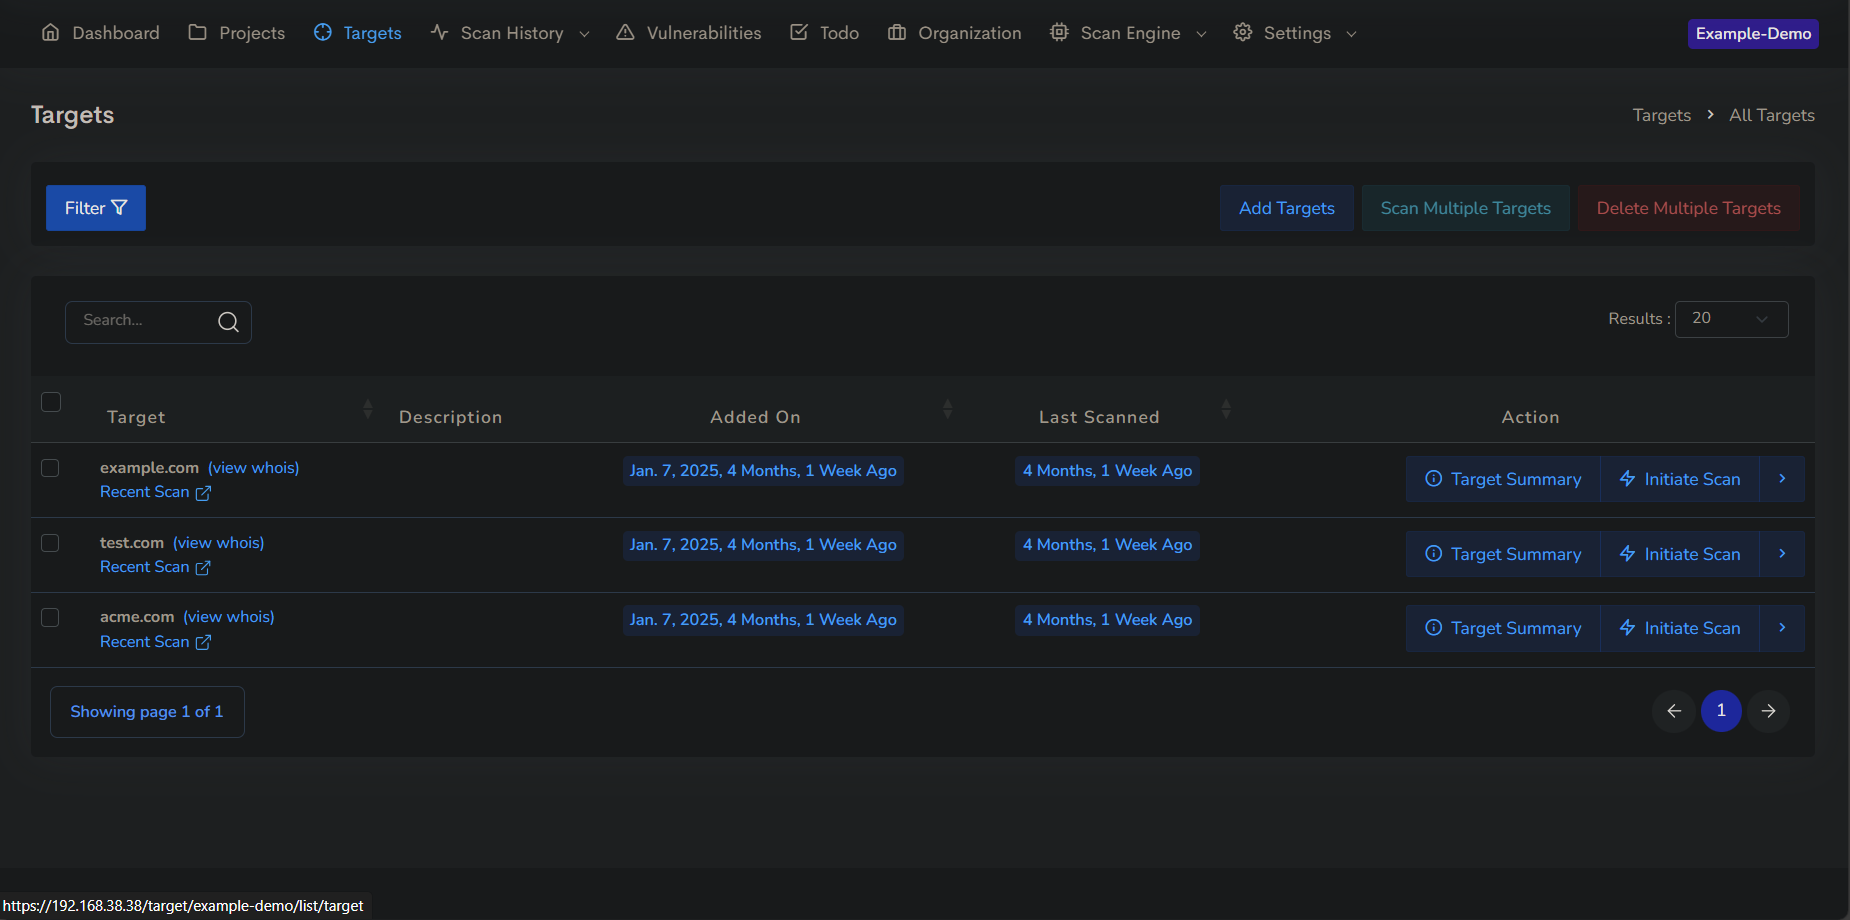 Dashboard Projects Targets Scan History Vulnerabilities Todo Organization Scan Engine Settings Example-Demo
Targets Targets All Targets
Filter Add Targets Scan Multiple Targets Delete Multiple Targets
Search... Results : 20
Target Description Added On Last Scanned Action
example.com (view whois) Jan. 7, 2025, 4 Months, 1 Week Ago 4 Months, 1 Week Ago Target Summary Initiate Scan
Recent Scan
test.com (view whois) Jan. 7, 2025, 4 Months, 1 Week Ago 4 Months, 1 Week Ago Target Summary Initiate Scan
Recent Scan
acme.com (view whois) Jan. 7, 2025, 4 Months, 1 Week Ago 4 Months, 1 Week Ago Target Summary Initiate Scan
Recent Scan
Showing page 1 of 1 1
https://192.168.38.38/target/example-demo/list/target